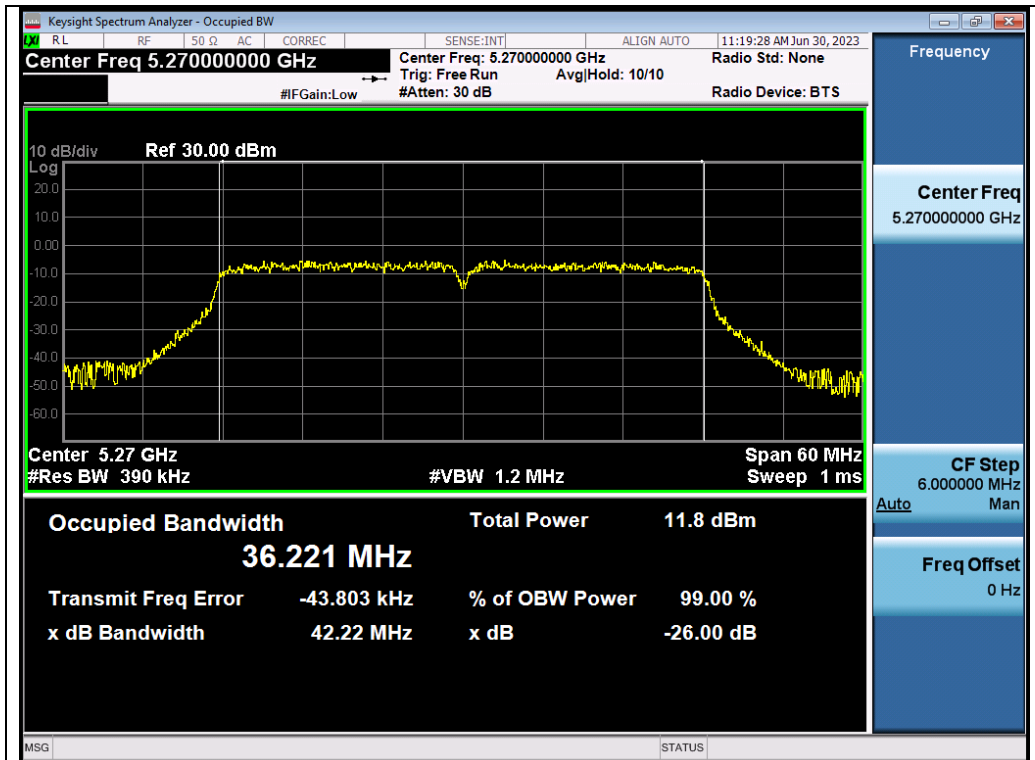 Keysight Spectrum Analyzer - Occupied BW
LXI RL RF 50 Ω AC CORREC SENSE:INT ALIGN AUTO 11:19:28 AM Jun 30, 2023
Center Freq 5.270000000 GHz
Center Freq: 5.270000000 GHz Radio Std: None
Trig: Free Run Avg|Hold: 10/10
#IFGain:Low #Atten: 30 dB Radio Device: BTS
Frequency
10 dB/div Ref 30.00 dBm
Log
20.0
10.0
0.00
-10.0
-20.0
-30.0
-40.0
-50.0
-60.0
Center 5.27 GHz Span 60 MHz
#Res BW 390 kHz #VBW 1.2 MHz Sweep 1 ms
Center Freq
5.270000000 GHz
CF Step
6.000000 MHz
Auto Man
Freq Offset
0 Hz
Occupied Bandwidth Total Power 11.8 dBm
36.221 MHz
Transmit Freq Error -43.803 kHz % of OBW Power 99.00 %
x dB Bandwidth 42.22 MHz x dB -26.00 dB
MSG STATUS